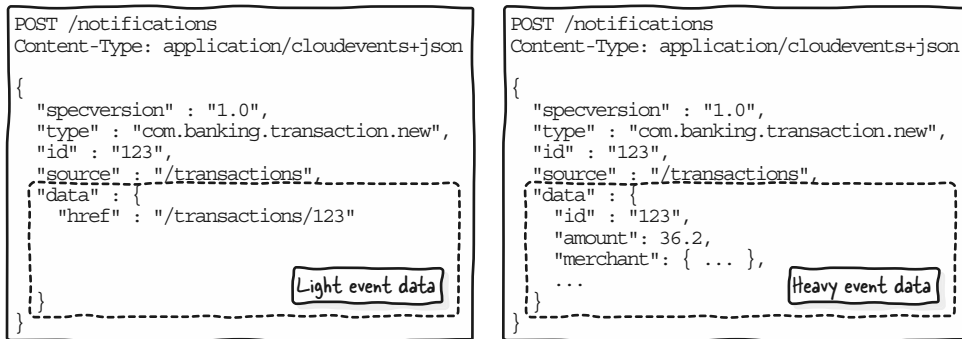 POST /notifications
Content-Type: application/cloudevents+json
{
"specversion" : "1.0",
"type" : "com.banking.transaction.new",
"id" : "123",
"source" : "/transactions",
"data" : {
"href" : "/transactions/123"
Light event data
}
}
POST /notifications
Content-Type: application/cloudevents+json
{
"specversion" : "1.0",
"type" : "com.banking.transaction.new",
"id" : "123",
"source" : "/transactions",
"data" : {
"id" : "123",
"amount": 36.2,
"merchant": { ... },
...
Heavy event data
}
}